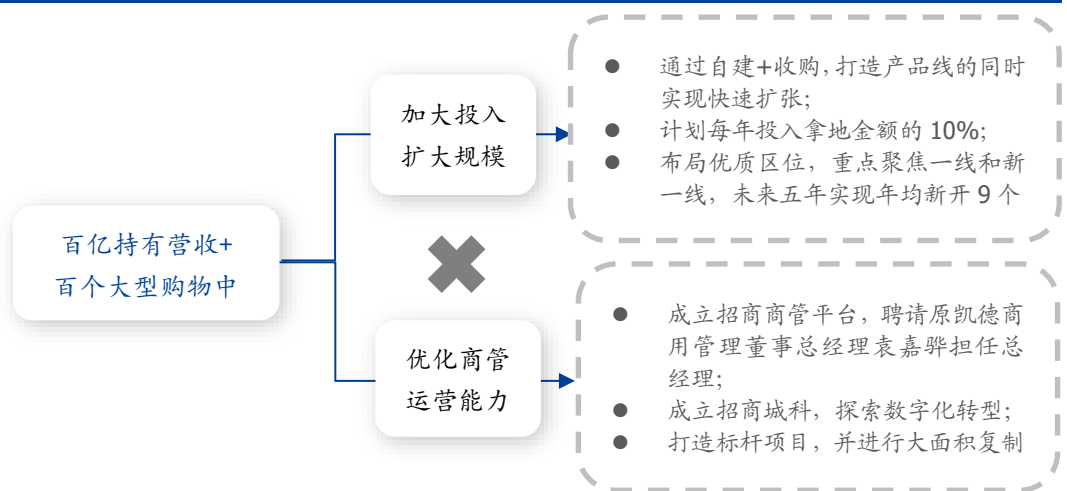 百亿持有营收+
百个大型购物中
加大投入
扩大规模
通过自建+收购,打造产品线的同时
实现快速扩张;
计划每年投入拿地金额的 10%;
布局优质区位，重点聚焦一线和新
一线，未来五年实现年均新开 9 个
优化商管
运营能力
成立招商商管平台，聘请原凯德商
用管理董事总经理袁嘉骅担任总
经理;
成立招商城科，探索数字化转型;
打造标杆项目，并进行大面积复制